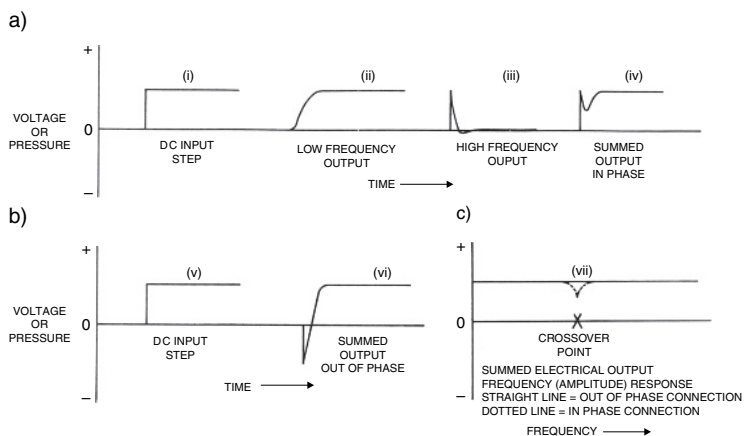 a)
+
(i)
(ii)
(iii)
(iv)
VOLTAGE
OR
PRESSURE
0
DC INPUT
STEP
LOW FREQUENCY
OUTPUT
HIGH FREQUENCY
OUPUT
SUMMED
OUTPUT
IN PHASE
TIME
–
b)
+
(v)
(vi)
VOLTAGE
OR
PRESSURE
0
DC INPUT
STEP
SUMMED
OUTPUT
OUT OF PHASE
TIME
–
c)
+
(vii)
0
X
CROSSOVER
POINT
SUMMED ELECTRICAL OUTPUT
FREQUENCY (AMPLITUDE) RESPONSE
– STRAIGHT LINE = OUT OF PHASE CONNECTION
DOTTED LINE = IN PHASE CONNECTION
FREQUENCY